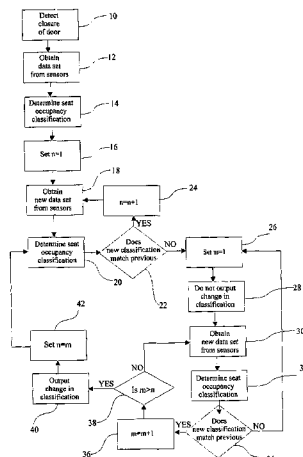 Detect
closure
of door
10
Obtain
data set
from sensors
12
Determine seat
occupancy
classification
14
Set n=1
16
18
Obtain
new data set
from sensors
n=n+1
24
YES
Determine seat
occupancy
classification
20
Does
new classification
match previous
22
NO
Set m=1
26
Do not output
change in
classification
28
Obtain
new data set
from sensors
30
Determine seat
occupancy
classification
Does
new classification
match previous
NO
YES
m=m+1
36
Is m>n
38
NO
YES
Output
change in
classification
40
Set n=m
42